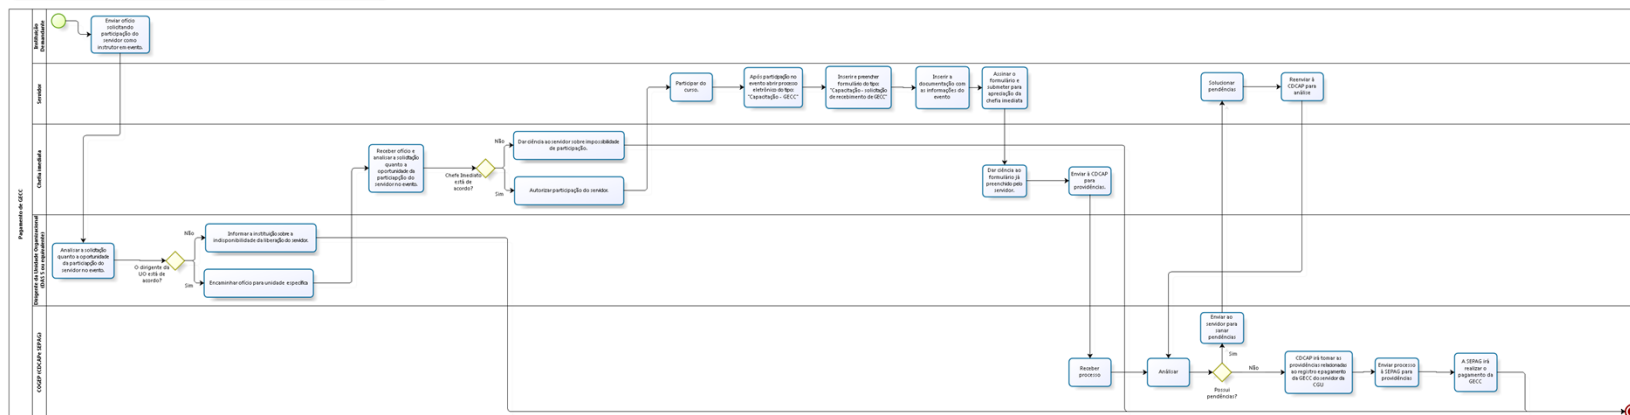 Pagamento de GECC
Instituição
Demandante
Enviar ofício
solicitando
participação do
servidor como
instrutor em evento.
Servidor
Participar do
curso.
Após participação no
evento abrir processo
eletrônico do tipo:
"Capacitação - GECC"
Inserir e preencher
formulário do tipo:
"Capacitação - solicitação
de recebimento de GECC"
Inserir a
documentação com
as informações do
evento
Assinar o
formulário e
submeter para
apreciação da
chefia imediata
Solucionar
pendências
Reenviar à
CDCAP para
análise
Chefia imediata
Receber ofício e
analisar a solicitação
quanto a
oportunidade da
participação do
servidor no evento.
Chefe Imediato
está de
acordo?
Não
Dar ciência ao servidor sobre impossibilidade
de participação.
Sim
Autorizar participação do servidor.
Dar ciência ao
formulário já
preenchido pelo
servidor.
Enviar à CDCAP
para
providências.
Dirigente da Unidade Organizacional
(DAS 5 ou equivalente)
Analisar a solicitação
quanto a oportunidade
da participação do
servidor no evento.
O dirigente da
UO está de
acordo?
Não
Informar a instituição sobre a
indisponibilidade da liberação do servidor.
Sim
Encaminhar ofício para unidade específica
COGEP (CDCAP e SEPAG)
Receber
processo
Análizar
Enviar ao
servidor para
sanar
pendências
Sim
Possui
pendências?
Não
CDCAP irá tomar as
providências relacionadas
ao registro e pagamento
da GECC do servidor da
CGU
Enviar processo
à SEPAG para
providências
A SEPAG irá
realizar o
pagamento da
GECC